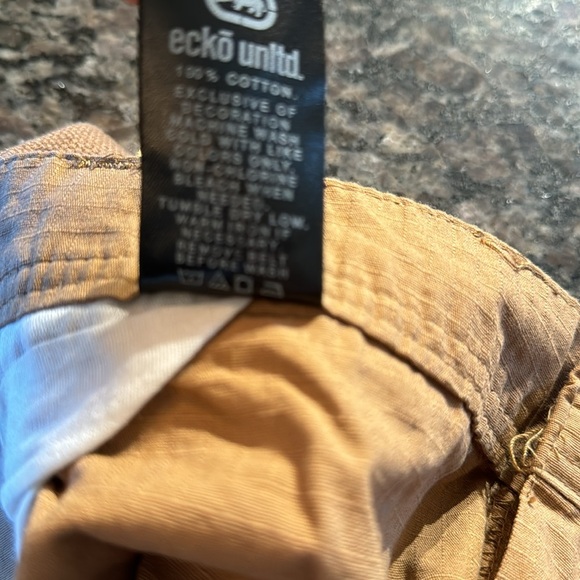 eckō unltd.
100% COTTON.
EXCLUSIVE OF
DECORATION
MACHINE WASH
COLD WITH LIKE
COLORS ONLY
NON-CHLORINE
BLEACH WHEN
NEEDED.
TUMBLE DRY LOW.
WARM IRON IF
NECESSARY
REMOVE BELT
BEFORE WASH